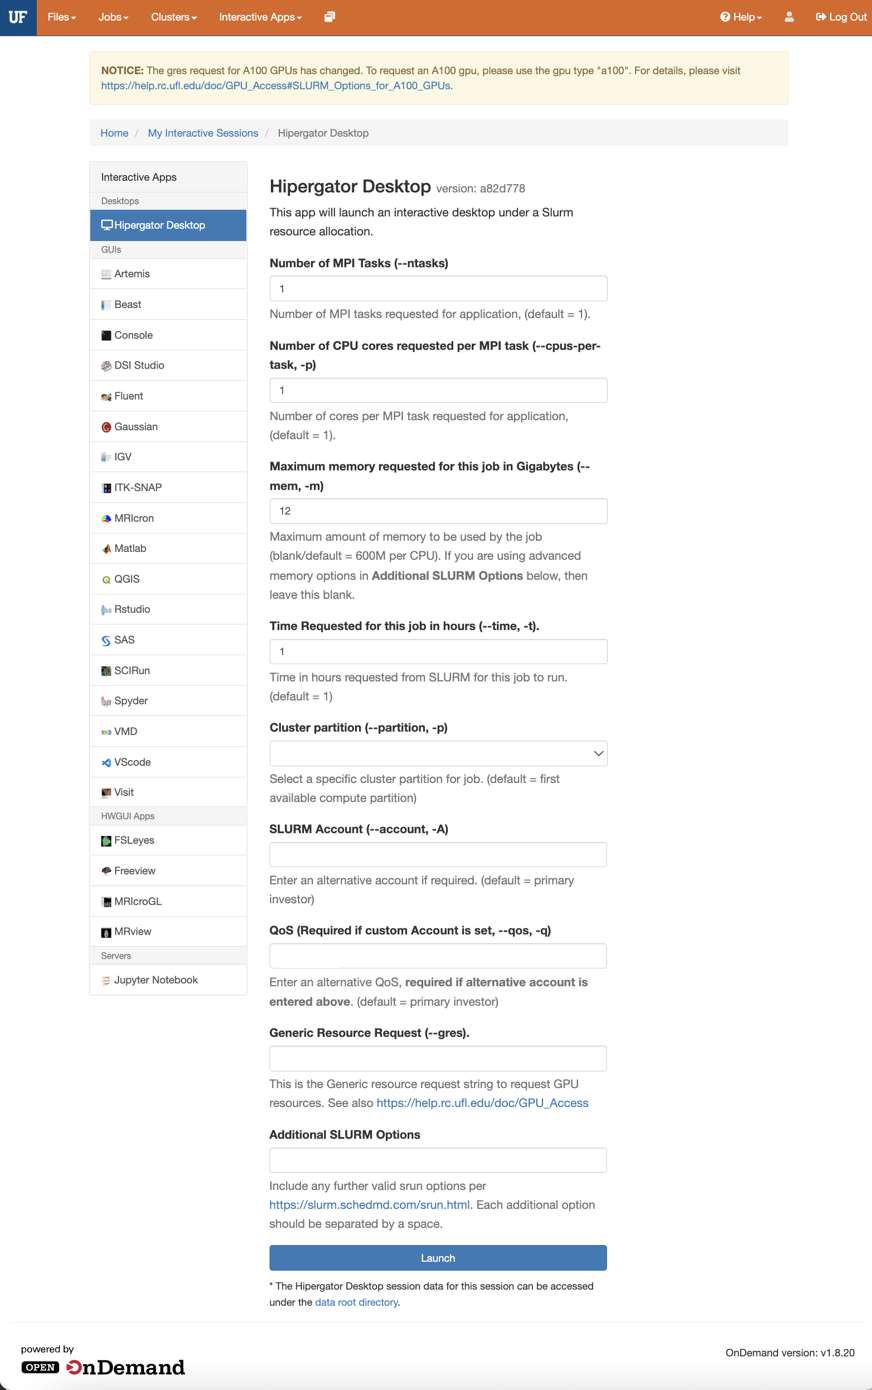 UF Files Jobs Clusters Interactive Apps Help Log Out
NOTICE: The gres request for A100 GPUs has changed. To request an A100 gpu, please use the gpu type "a100". For details, please visit
https://help.rc.ufl.edu/doc/GPU_Access#SLURM_Options_for_A100_GPUs.
Home / My Interactive Sessions / Hipergator Desktop
Interactive Apps
Desktops
Hipergator Desktop
GUIs
Artemis
Beast
Console
DSI Studio
Fluent
Gaussian
IGV
ITK-SNAP
MRIcron
Matlab
QGIS
Rstudio
SAS
SCIRun
Spyder
VMD
VScode
Visit
HWGUI Apps
FSLeyes
Freeview
MRIcroGL
MRview
Servers
Jupyter Notebook
Hipergator Desktop version: a82d778
This app will launch an interactive desktop under a Slurm
resource allocation.
Number of MPI Tasks (--ntasks)
1
Number of MPI tasks requested for application, (default = 1).
Number of CPU cores requested per MPI task (--cpus-per-
task, -p)
1
Number of cores per MPI task requested for application,
(default = 1).
Maximum memory requested for this job in Gigabytes (--
mem, -m)
12
Maximum amount of memory to be used by the job
(blank/default = 600M per CPU). If you are using advanced
memory options in Additional SLURM Options below, then
leave this blank.
Time Requested for this job in hours (--time, -t).
1
Time in hours requested from SLURM for this job to run.
(default = 1)
Cluster partition (--partition, -p)
Select a specific cluster partition for job. (default = first
available compute partition)
SLURM Account (--account, -A)
Enter an alternative account if required. (default = primary
investor)
QoS (Required if custom Account is set, --qos, -q)
Enter an alternative QoS, required if alternative account is
entered above. (default = primary investor)
Generic Resource Request (--gres).
This is the Generic resource request string to request GPU
resources. See also https://help.rc.ufl.edu/doc/GPU_Access
Additional SLURM Options
Include any further valid srun options per
https://slurm.schedmd.com/srun.html. Each additional option
should be separated by a space.
Launch
* The Hipergator Desktop session data for this session can be accessed
under the data root directory.
powered by
OPEN OnDemand
OnDemand version: v1.8.20